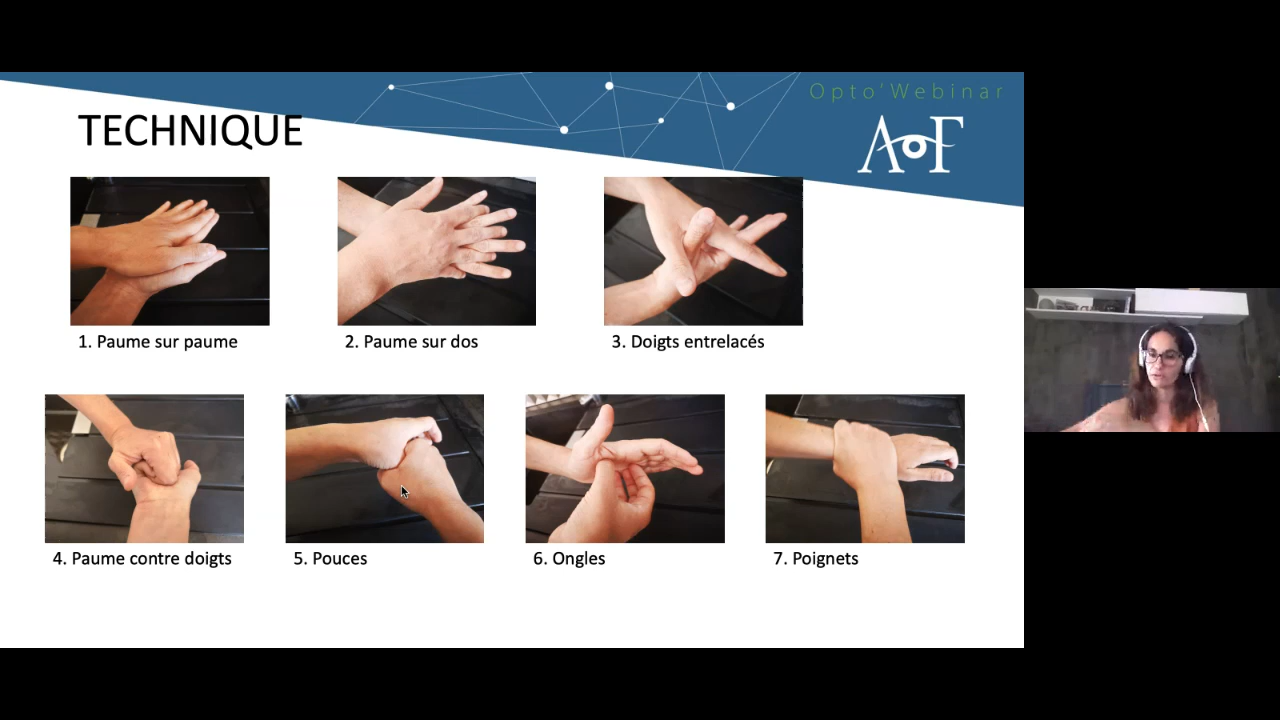 Opto'Webinar
AOF
TECHNIQUE
1. Paume sur paume
2. Paume sur dos
3. Doigts entrelacés
4. Paume contre doigts
5. Pouces
6. Ongles
7. Poignets